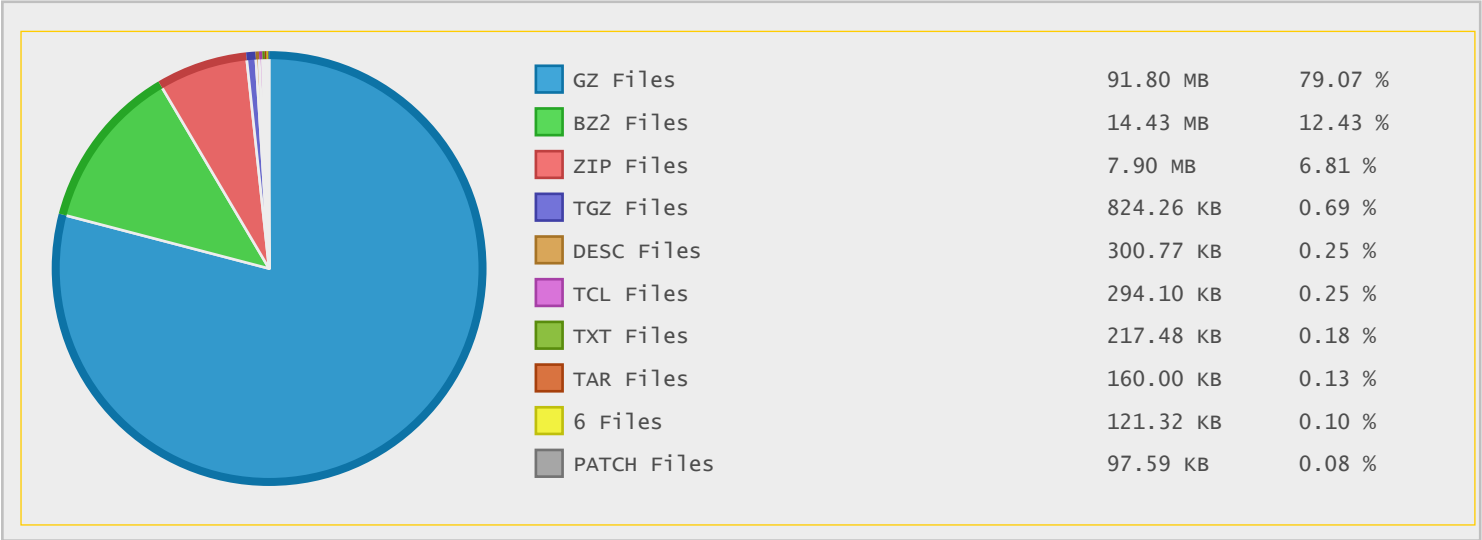 GZ Files 91.80 MB 79.07 %
BZ2 Files 14.43 MB 12.43 %
ZIP Files 7.90 MB 6.81 %
TGZ Files 824.26 KB 0.69 %
DESC Files 300.77 KB 0.25 %
TCL Files 294.10 KB 0.25 %
TXT Files 217.48 KB 0.18 %
TAR Files 160.00 KB 0.13 %
6 Files 121.32 KB 0.10 %
PATCH Files 97.59 KB 0.08 %